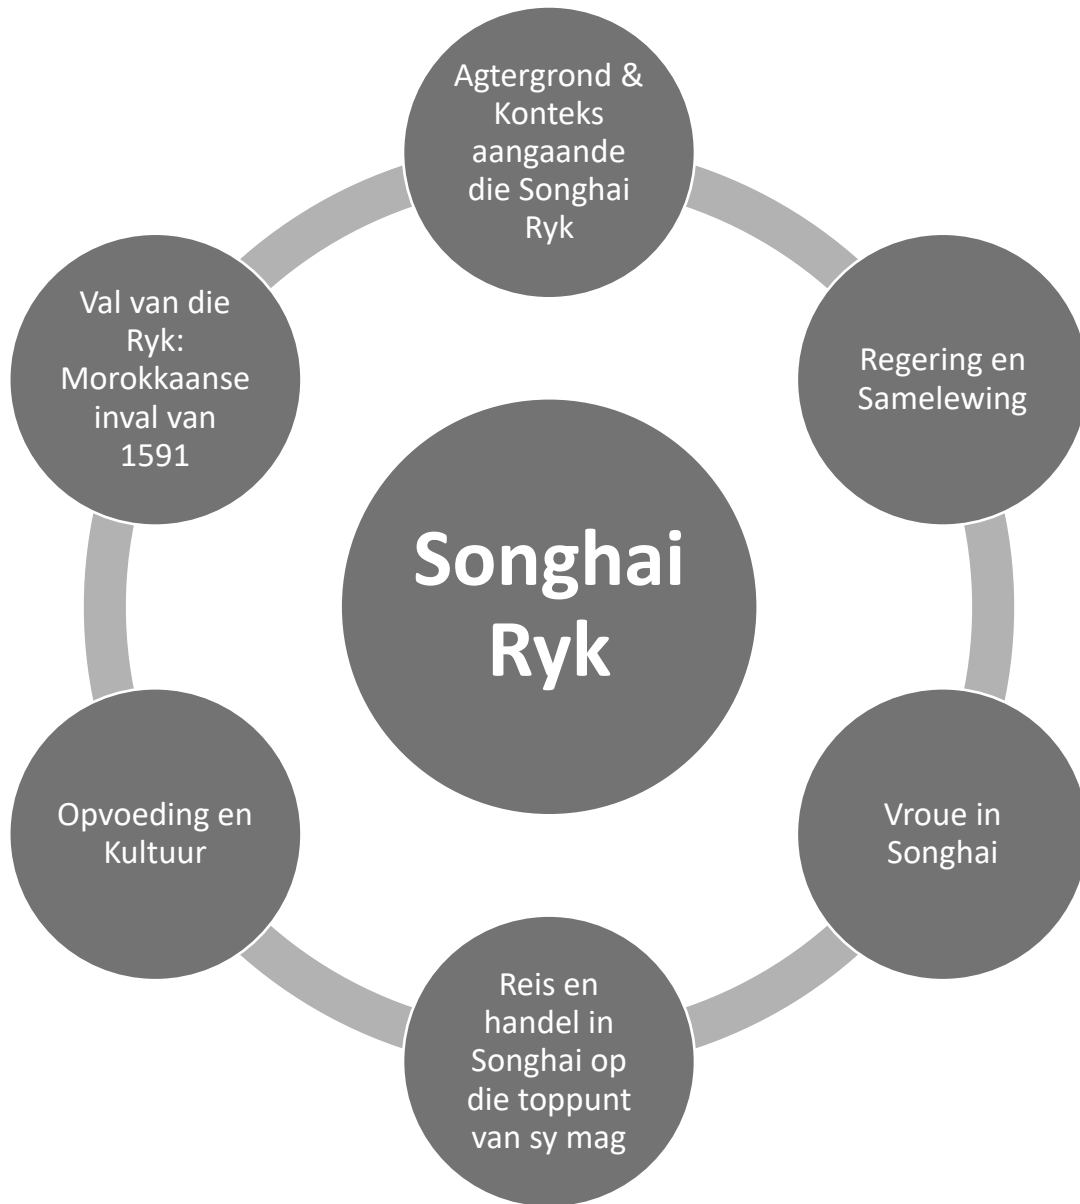 Agtergrond &
Konteks
aangaande
die Songhai
Ryk
Regering en
Samelewing
Vroue in
Songhai
Reis en
handel in
Songhai op
die toppunt
van sy mag
Opvoeding en
Kultuur
Val van die
Ryk:
Morokkaanse
inval van
1591
Songhai
Ryk